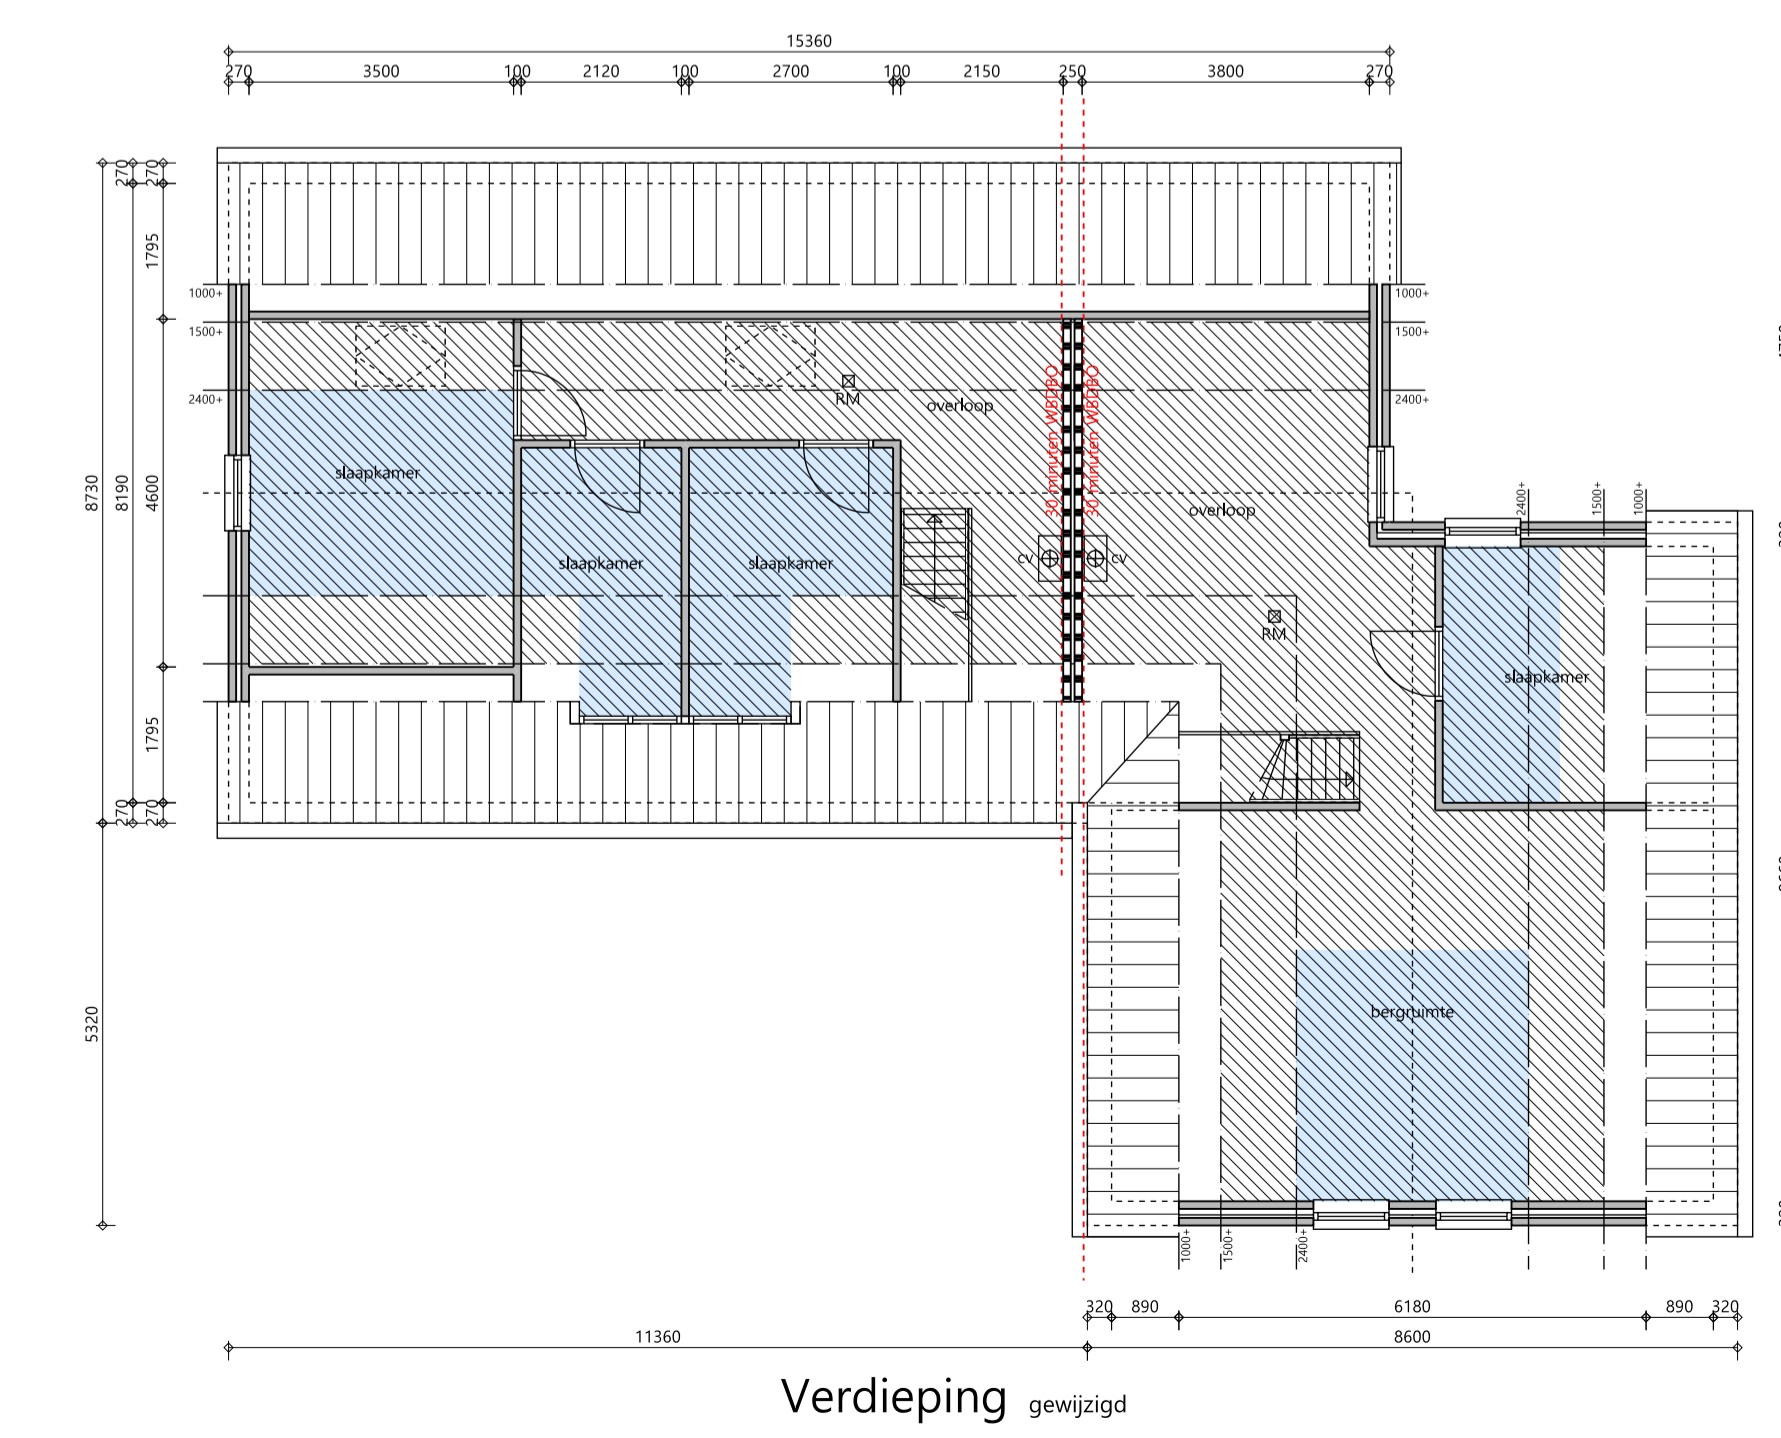 15360
270 3500 100 2120 100 2700 100 2150 250 3800 270
270 270
1795
1000+ 1000+
1500+ 1500+
2400+ 2400+
RM
overloop
30 minuten WBDBO 30 minuten WBDBO
slaapkamer
8730 8190 4600
2400+ 1500+ 1000+
overloop
slaapkamer slaapkamer
cv cv
RM
slaapkamer
1795
270 270
5320
bergruimte
1000+ 1500+ 2400+
320 890 6180 890 320
11360 8600
Verdieping gewijzigd